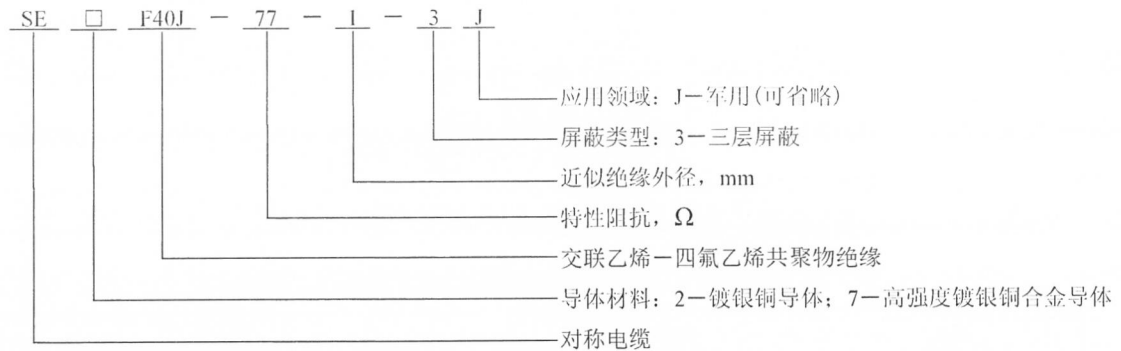 SE □ F40J － 77 － 1 － 3 J
应用领域：J－军用(可省略)
屏蔽类型：3－三层屏蔽
近似绝缘外径，mm
特性阻抗，Ω
交联乙烯－四氟乙烯共聚物绝缘
导体材料：2－镀银铜导体；7－高强度镀银铜合金导体
对称电缆